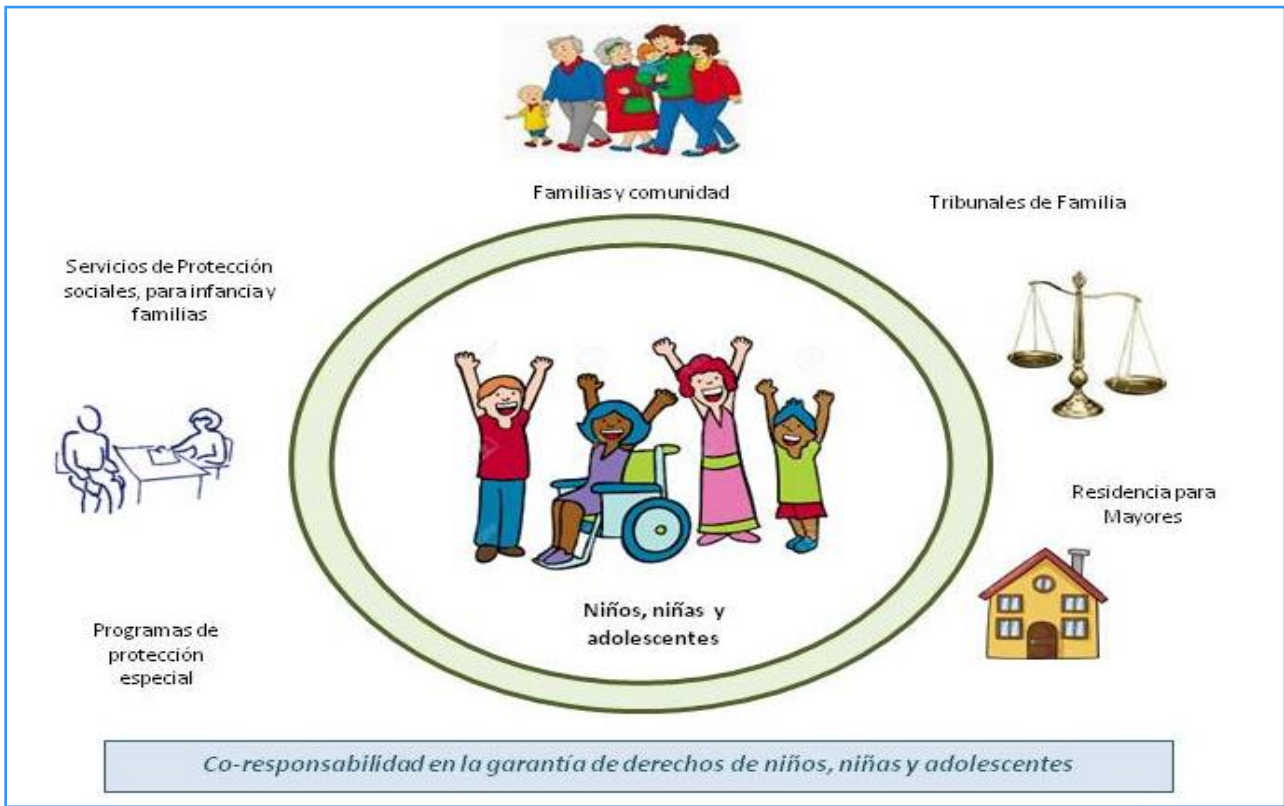 Familias y comunidad
Tribunales de Familia
Servicios de Protección
sociales, para infancia y
familias
Residencia para
Mayores
Niños, niñas y
adolescentes
Programas de
protección
especial
Co-responsabilidad en la garantía de derechos de niños, niñas y adolescentes